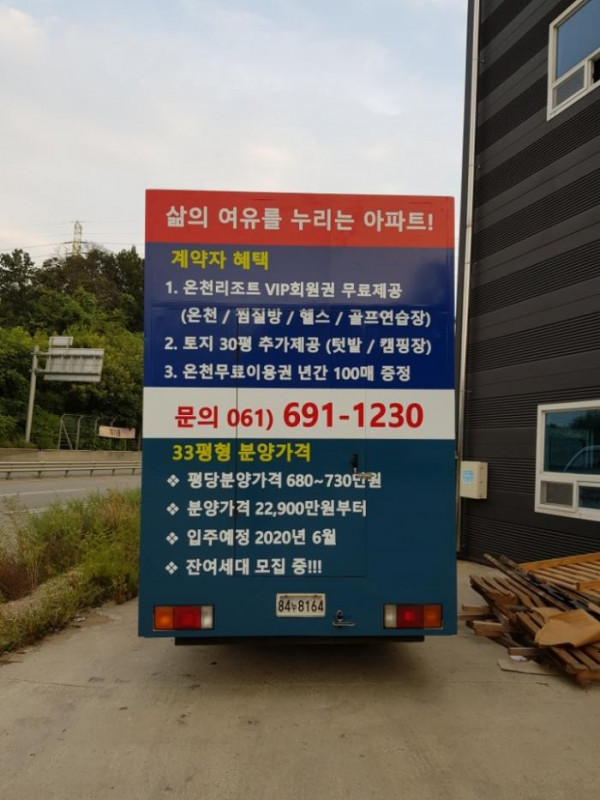 삶의 여유를 누리는 아파트!
계약자 혜택
1. 온천리조트 VIP회원권 무료제공
(온천 / 찜질방 / 헬스 / 골프연습장)
2. 토지 30평 추가제공 (텃밭 / 캠핑장)
3. 온천무료이용권 년간 100매 증정
문의 061) 691-1230
33평형 분양가격
❖ 평당분양가격 680~730만원
❖ 분양가격 22,900만원부터
❖ 입주예정 2020년 6월
❖ 잔여세대 모집 중!!!
84누8164